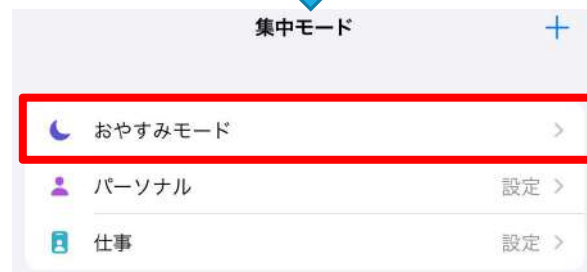 集中モード
おやすみモード
パーソナル 設定
仕事 設定